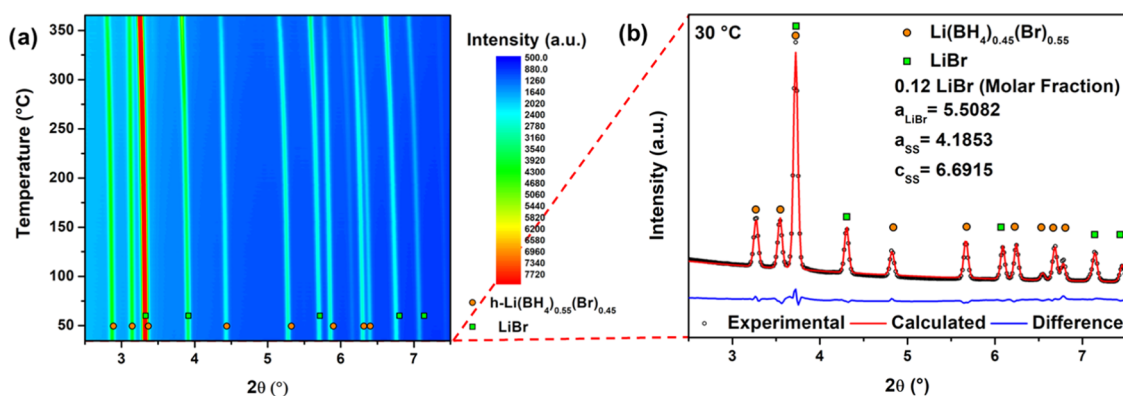 (a)
Temperature (°C)
350
300
250
200
150
100
50
3
4
5
6
7
2θ (°)
Intensity (a.u.)
500.0
880.0
1260
1640
2020
2400
2780
3160
3540
3920
4300
4680
5060
5440
5820
6200
6580
6960
7340
7720
h-Li(BH4)0.55(Br)0.45
LiBr
(b)
30 °C
Li(BH4)0.45(Br)0.55
LiBr
0.12 LiBr (Molar Fraction)
aLiBr= 5.5082
aSS= 4.1853
cSS= 6.6915
Intensity (a.u.)
Experimental
Calculated
Difference
3
4
5
6
7
2θ (°)